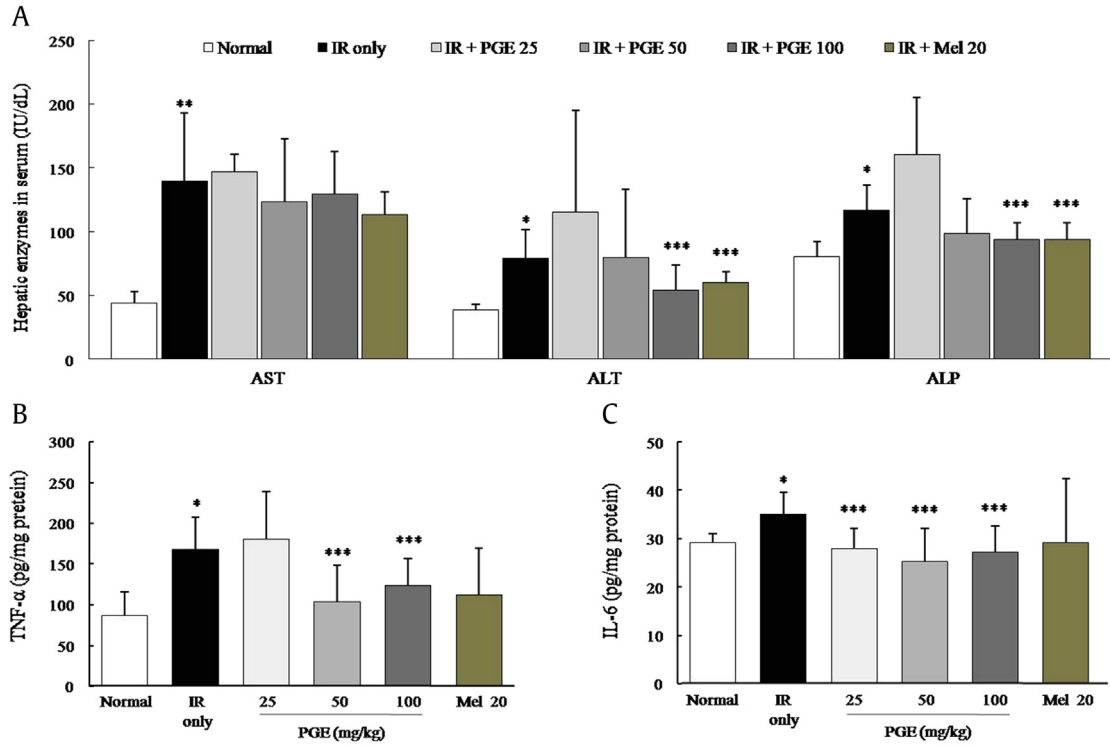 A
250
200
150
100
50
0
Hepatic enzymes in serum (IU/dL)
Normal IR only IR + PGE 25 IR + PGE 50 IR + PGE 100 IR + Mel 20
** * *** *** * *** ***
AST ALT ALP
B
300
250
200
150
100
50
0
TNF-α (pg/mg pretein)
* *** ***
Normal IR only 25 50 100 Mel 20
PGE (mg/kg)
C
50
40
30
20
10
0
IL-6 (pg/mg protein)
* *** *** ***
Normal IR only 25 50 100 Mel 20
PGE (mg/kg)